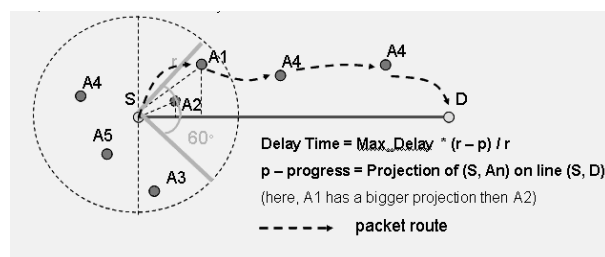 r
A1
A4
A4
A4
S
A2
D
60°
A5
A3
Delay Time = Max_Delay * (r – p) / r
p – progress = Projection of (S, An) on line (S, D)
(here, A1 has a bigger projection then A2)
packet route